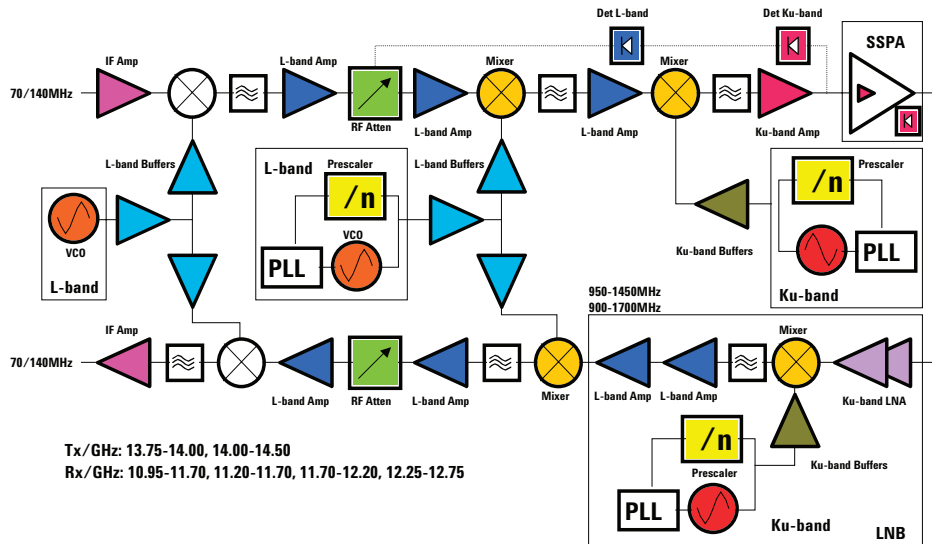 Det L-band
Det Ku-band
SSPA
IF Amp
L-band Amp
Mixer
Mixer
70/140MHz
RF Atten
L-band Amp
L-band Amp
Ku-band Amp
L-band Buffers
L-band
Prescaler
/n
L-band Buffers
Prescaler
/n
VCO
L-band
PLL
VCO
Ku-band Buffers
PLL
Ku-band
950-1450MHz
900-1700MHz
IF Amp
Mixer
70/140MHz
L-band Amp
RF Atten
L-band Amp
Mixer
L-band Amp
L-band Amp
Ku-band LNA
/n
Prescaler
Ku-band Buffers
PLL
Ku-band
LNB
Tx/GHz: 13.75-14.00, 14.00-14.50
Rx/GHz: 10.95-11.70, 11.20-11.70, 11.70-12.20, 12.25-12.75